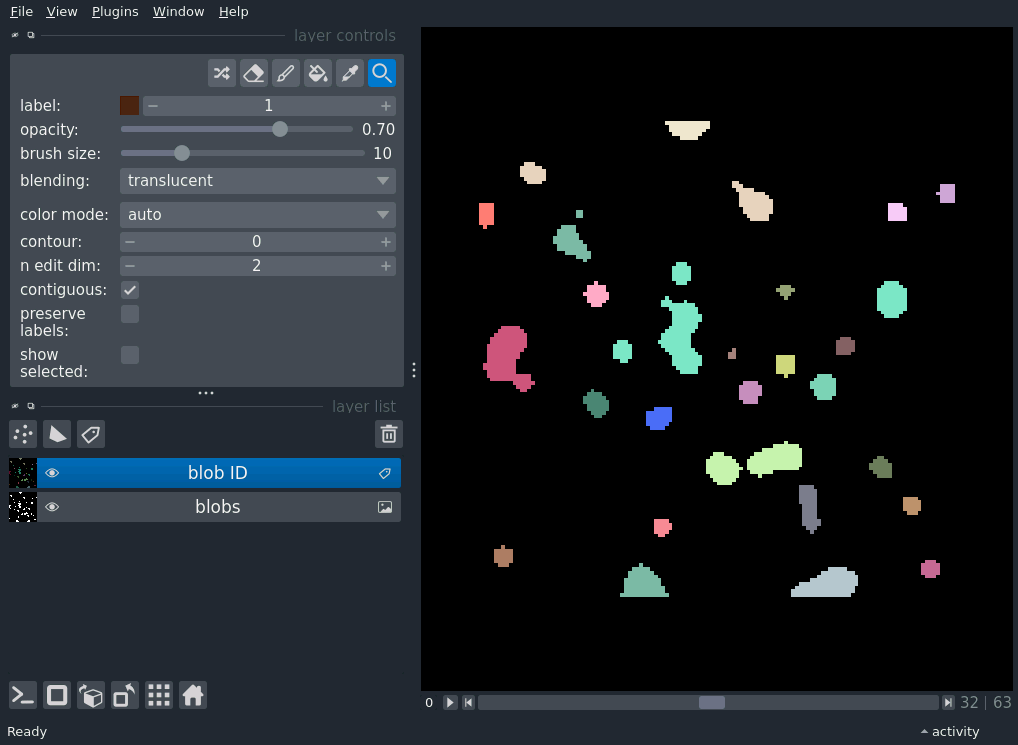 File View Plugins Window Help
layer controls
label: 1
opacity: 0.70
brush size: 10
blending: translucent
color mode: auto
contour: 0
n edit dim: 2
contiguous:
preserve
labels:
show
selected:
layer list
blob ID
blobs
0 32 | 63
Ready activity